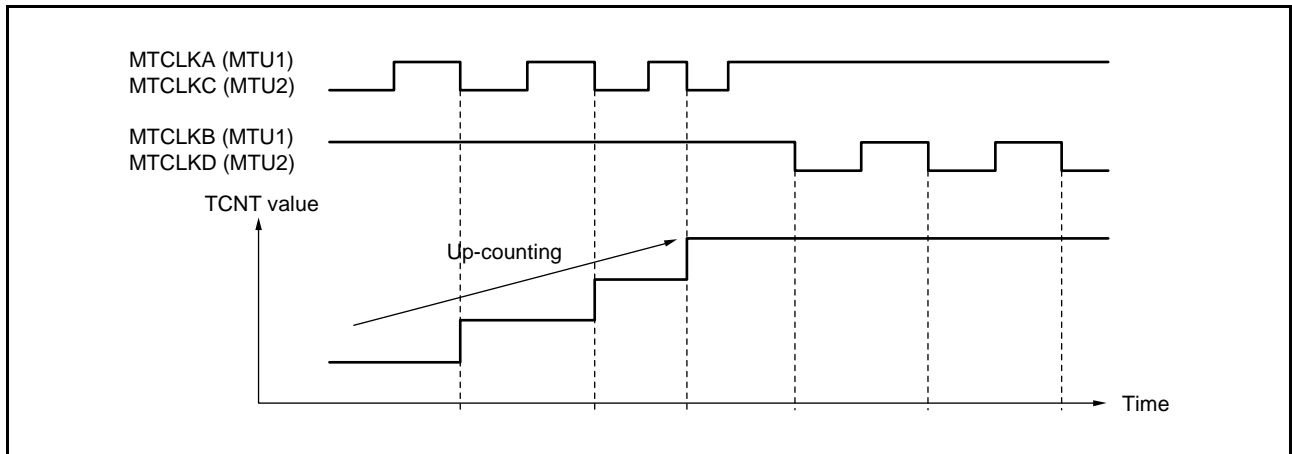 MTCLKA (MTU1)
MTCLKC (MTU2)
MTCLKB (MTU1)
MTCLKD (MTU2)
TCNT value
Up-counting
Time